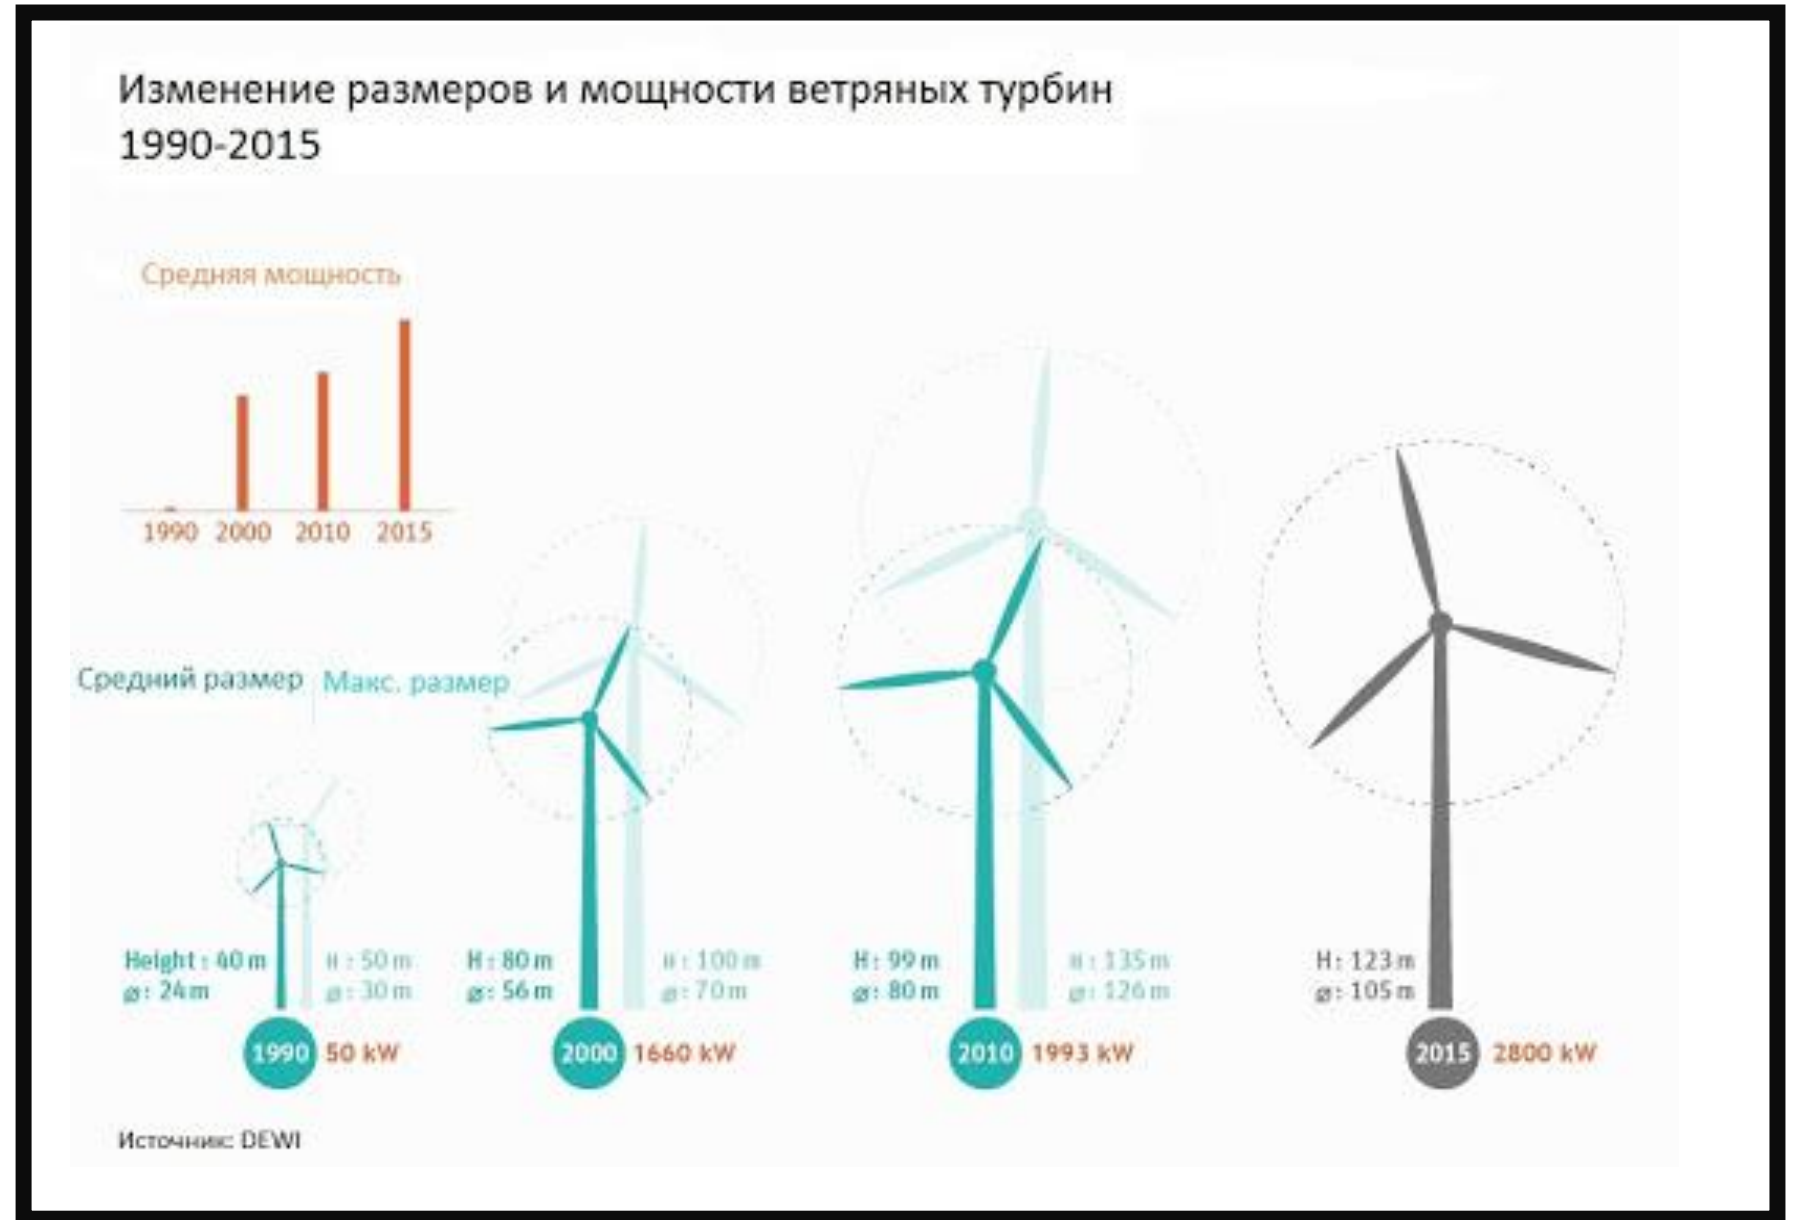 Изменение размеров и мощности ветряных турбин
1990-2015
Средняя мощность
1990 2000 2010 2015
Средний размер Макс. размер
Height : 40 m H : 50 m H : 80 m H : 100 m H : 99 m H : 135 m H : 123 m
ø : 24 m ø : 30 m ø : 56 m ø : 70 m ø : 80 m ø : 126 m ø : 105 m
1990 50 kW 2000 1660 kW 2010 1993 kW 2015 2800 kW
Источник: DEWI